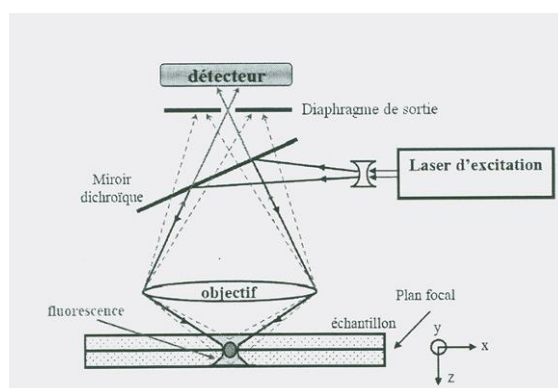 détecteur
Diaphragme de sortie
Miroir
dichroïque
Laser d'excitation
objectif
fluorescence
échantillon
Plan focal
y
x
z